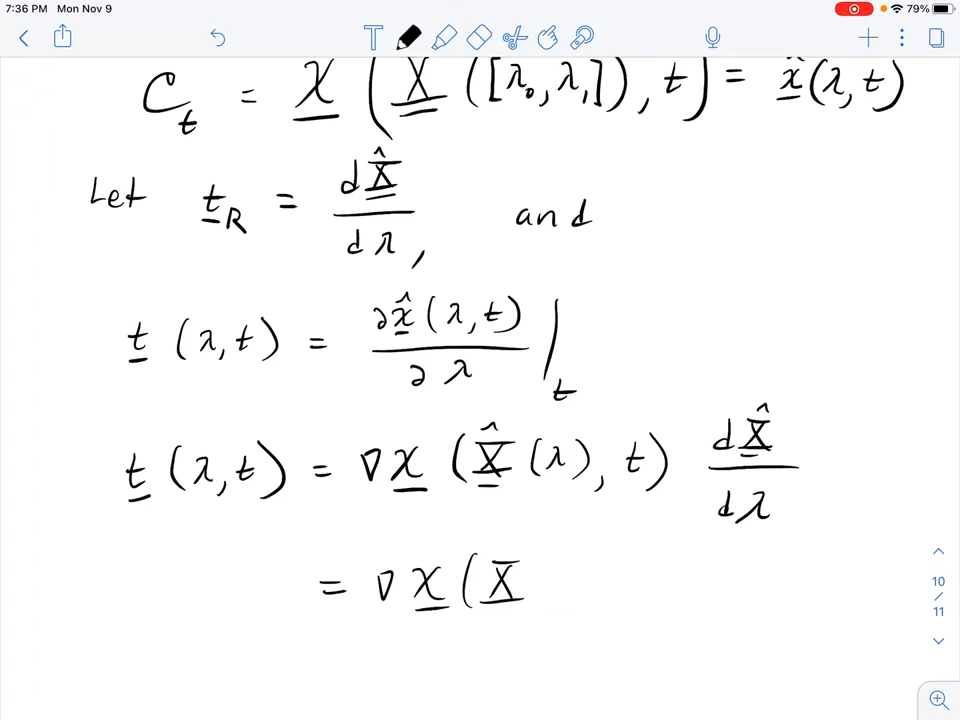 7:36 PM Mon Nov 9 79%
C_t = χ ( X̲ ([λ₀, λ₁]), t ) = x̲̂(λ, t)
Let t̲_R = dX̲̂/dλ, and
t̲ (λ, t) = ∂x̲̂(λ, t)/∂λ |_t
t̲ (λ, t) = ∇χ̲ (X̲̂(λ), t) dX̲̂/dλ
= ∇χ̲ (X̲
10
/
11